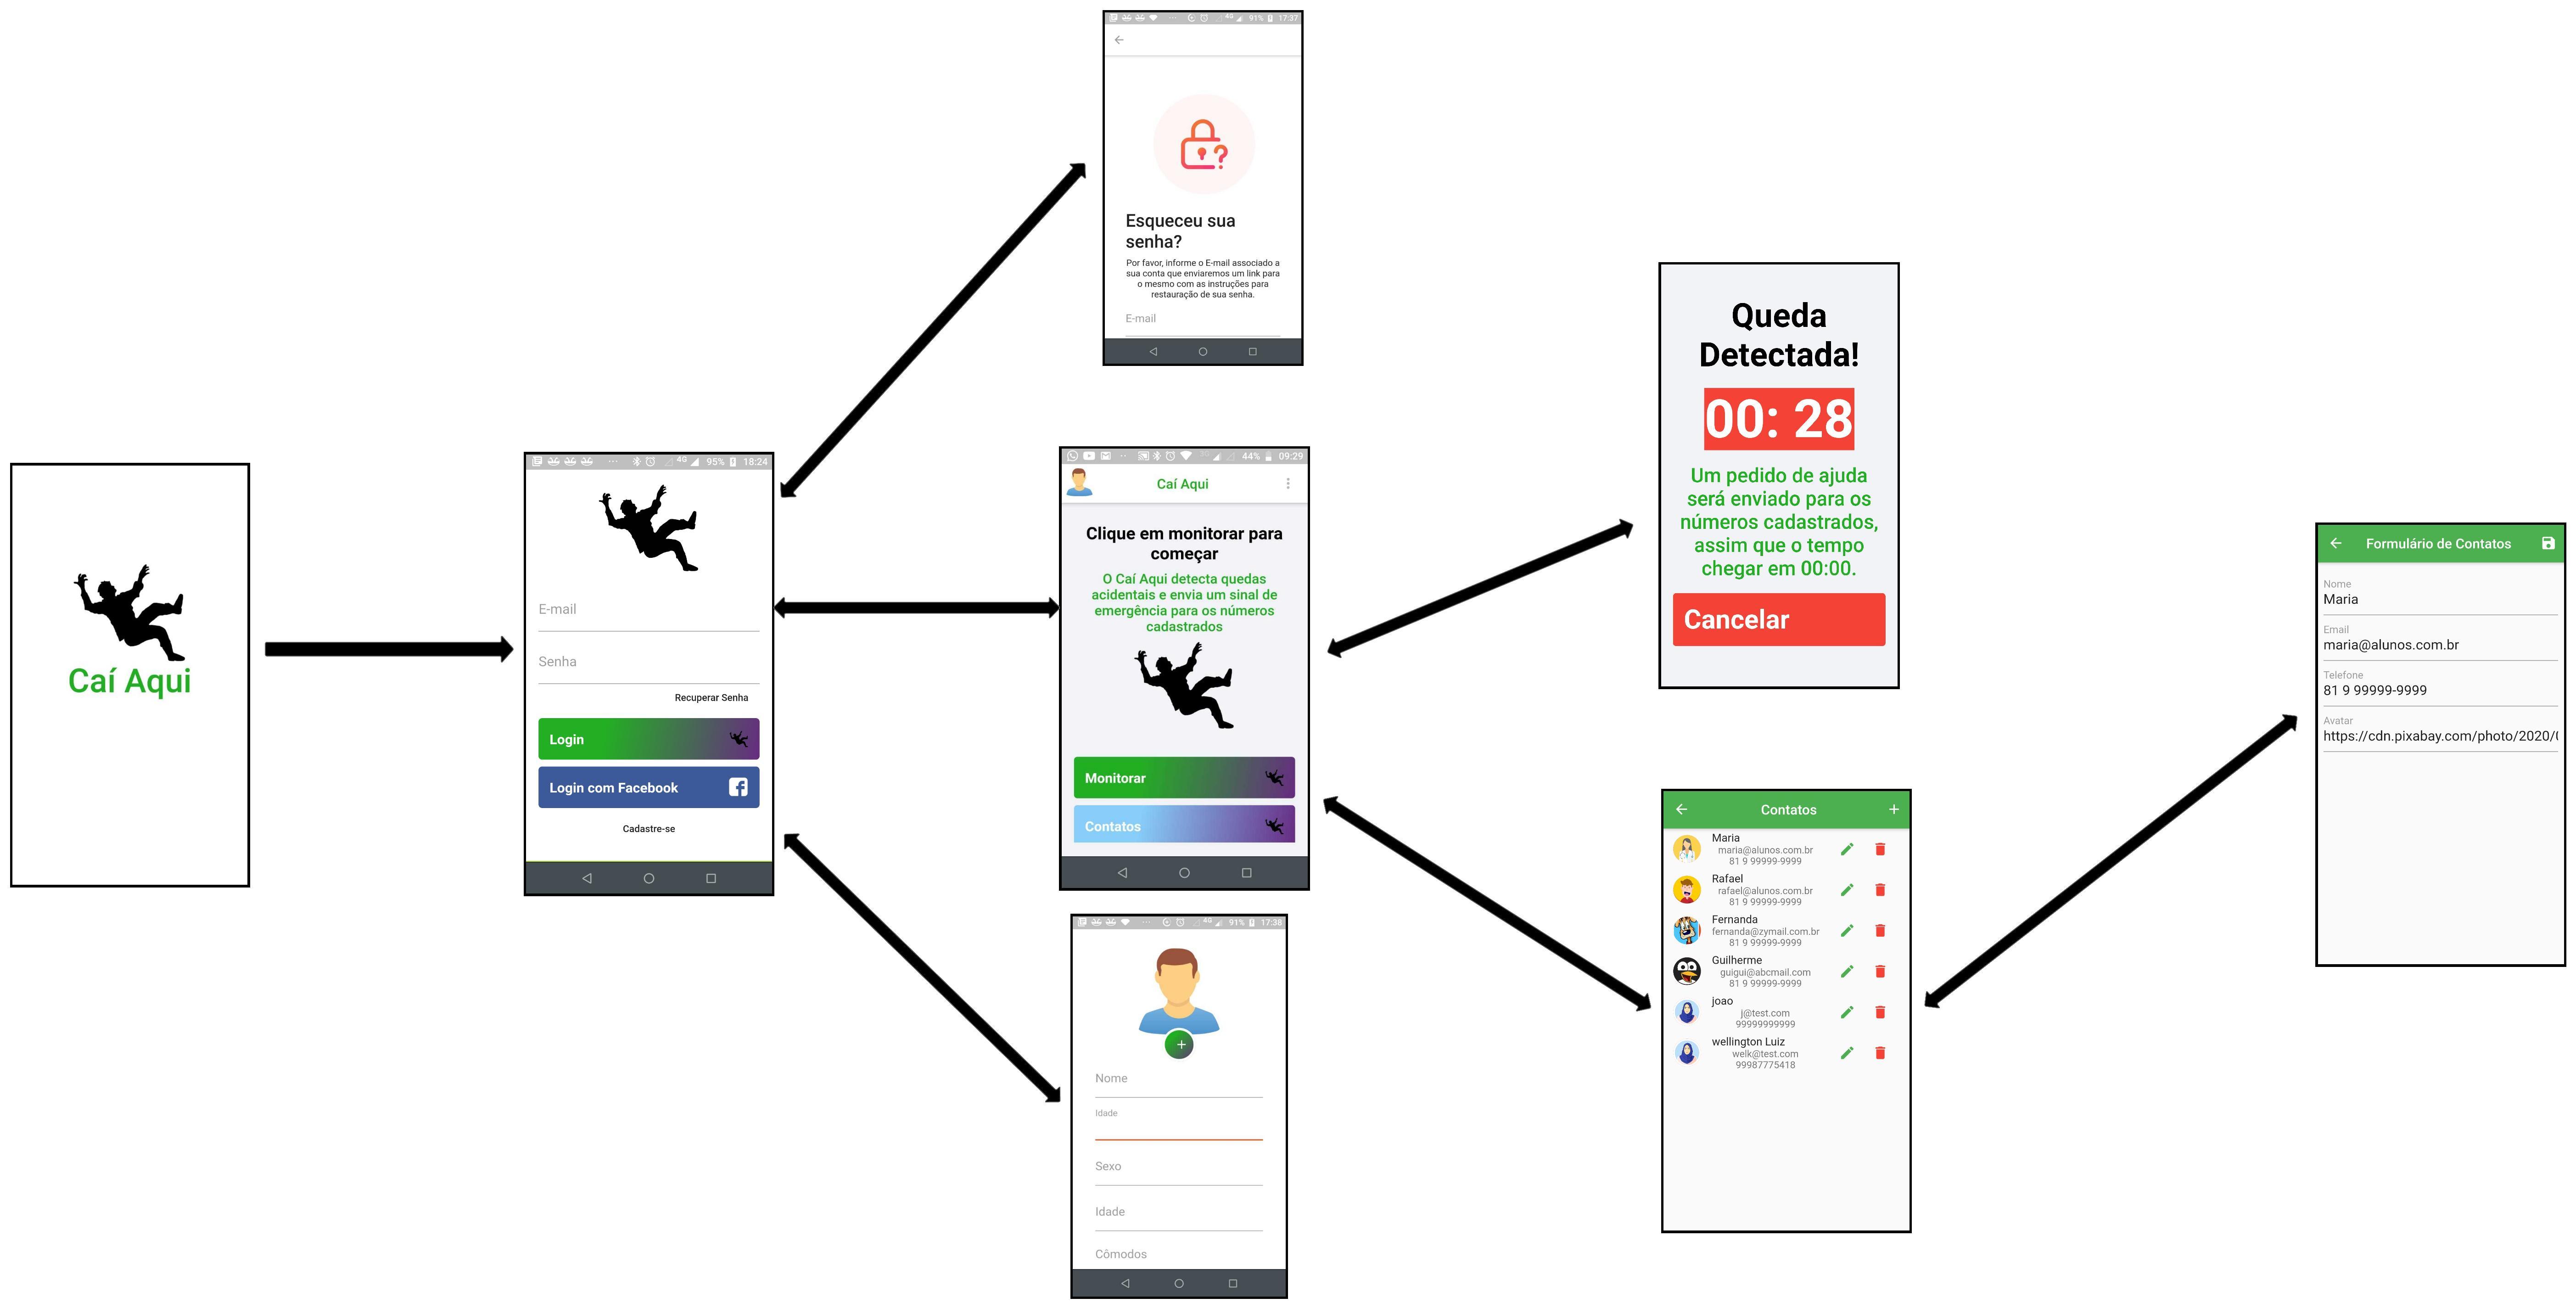 Caí Aqui
4G 95% 18:24
E-mail
Senha
Recuperar Senha
Login
Login com Facebook
Cadastre-se
4G 91% 17:37
Esqueceu sua
senha?
Por favor, informe o E-mail associado a
sua conta que enviaremos um link para
o mesmo com as instruções para
restauração de sua senha.
E-mail
44% 09:29
Caí Aqui
Clique em monitorar para
começar
O Caí Aqui detecta quedas
acidentais e envia um sinal de
emergência para os números
cadastrados
Monitorar
Contatos
4G 91% 17:38
Nome
Idade
Sexo
Idade
Cômodos
Queda
Detectada!
00: 28
Um pedido de ajuda
será enviado para os
números cadastrados,
assim que o tempo
chegar em 00:00.
Cancelar
Contatos
Maria
maria@alunos.com.br
81 9 99999-9999
Rafael
rafael@alunos.com.br
81 9 99999-9999
Fernanda
fernanda@zymail.com.br
81 9 99999-9999
Guilherme
guigui@abcmail.com
81 9 99999-9999
joao
j@test.com
99999999999
wellington Luiz
welk@test.com
99987775418
Formulário de Contatos
Nome
Maria
Email
maria@alunos.com.br
Telefone
81 9 99999-9999
Avatar
https://cdn.pixabay.com/photo/2020/